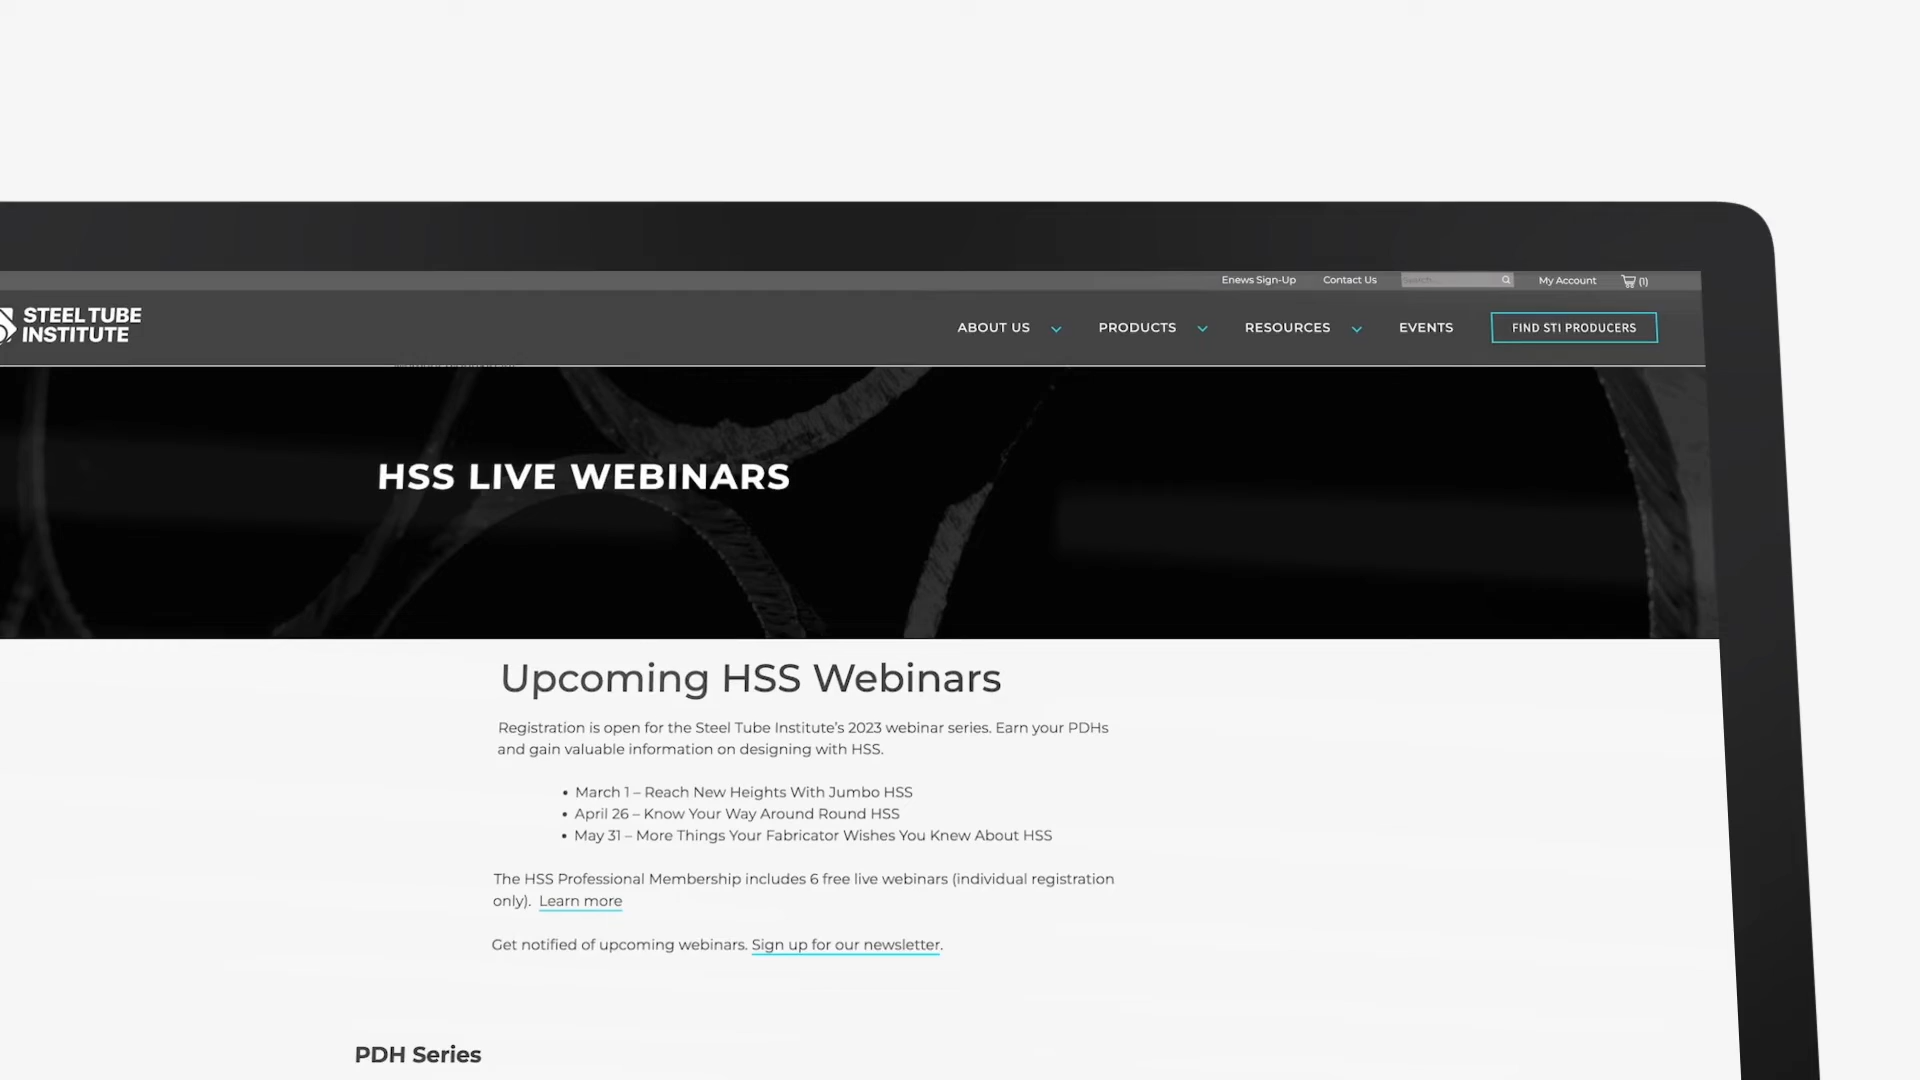 Enews Sign-Up Contact Us My Account (1)
STEEL TUBE
INSTITUTE
ABOUT US PRODUCTS RESOURCES EVENTS FIND STI PRODUCERS
HSS LIVE WEBINARS
Upcoming HSS Webinars
Registration is open for the Steel Tube Institute's 2023 webinar series. Earn your PDHs
and gain valuable information on designing with HSS.
• March 1 – Reach New Heights With Jumbo HSS
• April 26 – Know Your Way Around Round HSS
• May 31 – More Things Your Fabricator Wishes You Knew About HSS
The HSS Professional Membership includes 6 free live webinars (individual registration
only). Learn more
Get notified of upcoming webinars. Sign up for our newsletter.
PDH Series